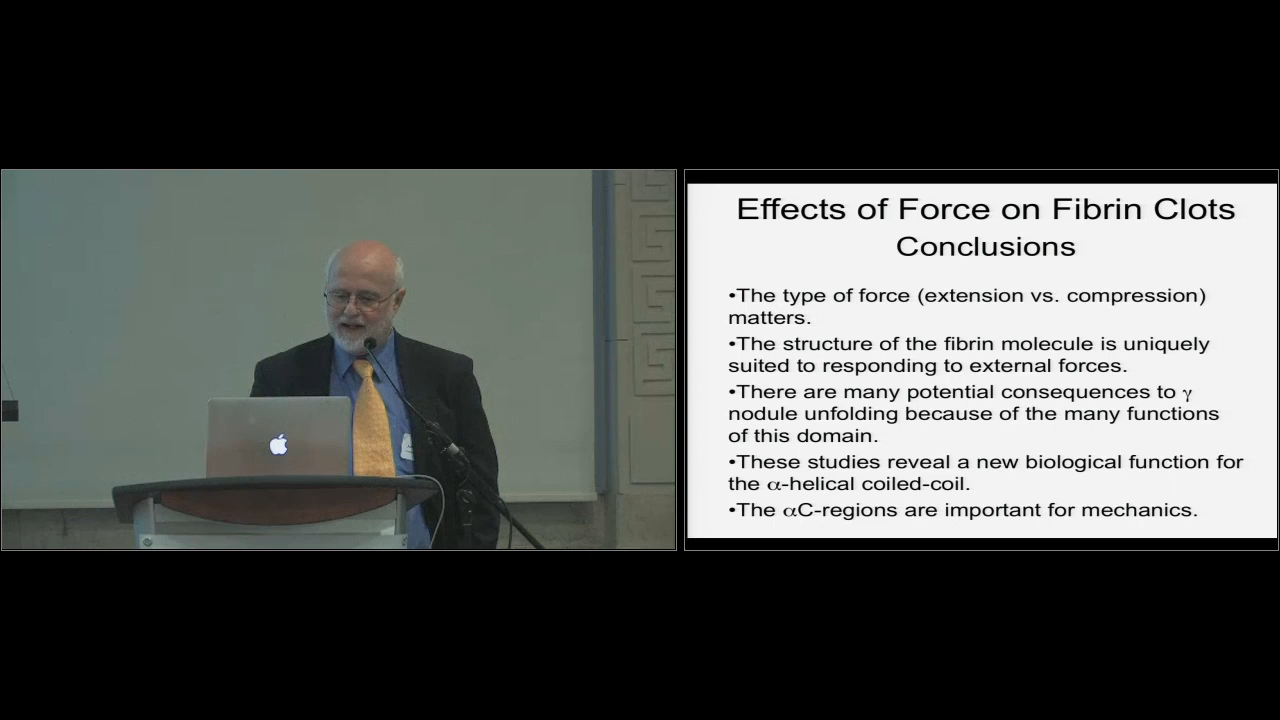 Effects of Force on Fibrin Clots
Conclusions
•The type of force (extension vs. compression)
matters.
•The structure of the fibrin molecule is uniquely
suited to responding to external forces.
•There are many potential consequences to γ
nodule unfolding because of the many functions
of this domain.
•These studies reveal a new biological function for
the α-helical coiled-coil.
•The αC-regions are important for mechanics.